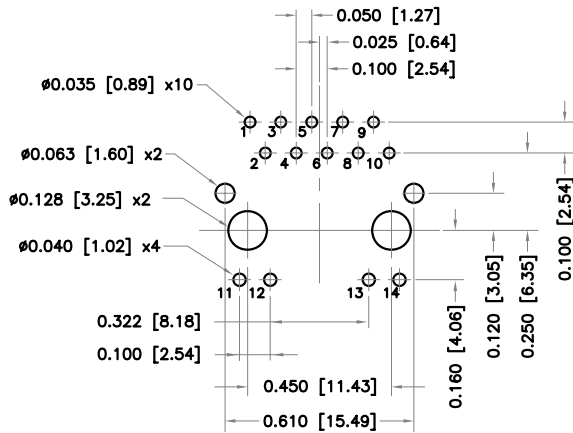 0.050 [1.27]
0.025 [0.64]
0.100 [2.54]
ø0.035 [0.89] x10
1 3 5 7 9
2 4 6 8 10
ø0.063 [1.60] x2
ø0.128 [3.25] x2
ø0.040 [1.02] x4
11 12 13 14
0.322 [8.18]
0.100 [2.54]
0.450 [11.43]
0.610 [15.49]
0.160 [4.06]
0.120 [3.05]
0.250 [6.35]
0.100 [2.54]